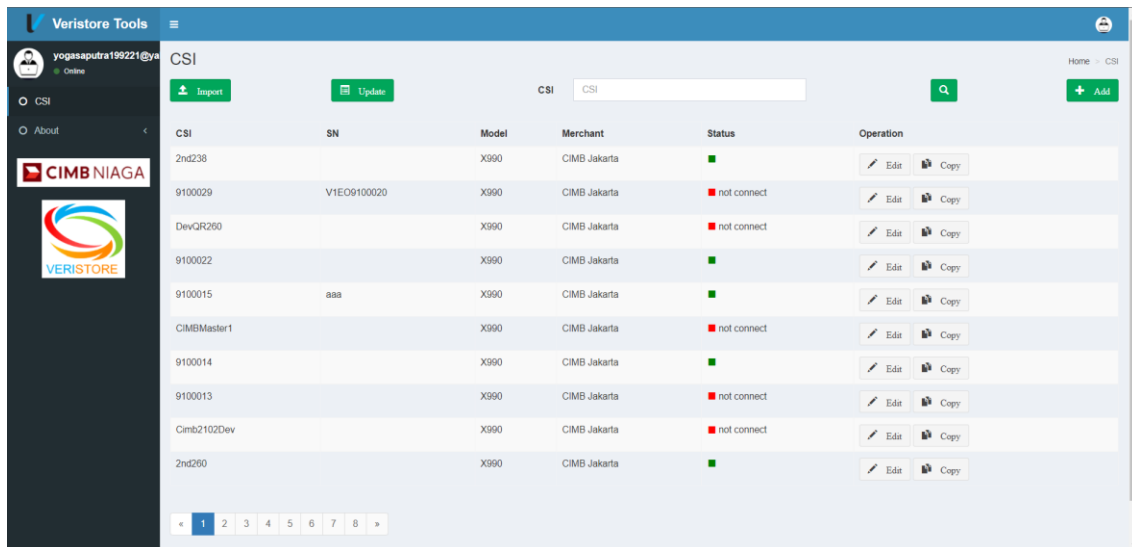 Veristore Tools
yogasaputra199221@ya
Online
CSI
About
CIMB NIAGA
VERISTORE
CSI
Home > CSI
Import Update CSI CSI Add
CSI SN Model Merchant Status Operation
2nd238 X990 CIMB Jakarta Edit Copy
9100029 V1EO9100020 X990 CIMB Jakarta not connect Edit Copy
DevQR260 X990 CIMB Jakarta not connect Edit Copy
9100022 X990 CIMB Jakarta Edit Copy
9100015 aaa X990 CIMB Jakarta Edit Copy
CIMBMaster1 X990 CIMB Jakarta not connect Edit Copy
9100014 X990 CIMB Jakarta Edit Copy
9100013 X990 CIMB Jakarta not connect Edit Copy
Cimb2102Dev X990 CIMB Jakarta not connect Edit Copy
2nd260 X990 CIMB Jakarta Edit Copy
« 1 2 3 4 5 6 7 8 »